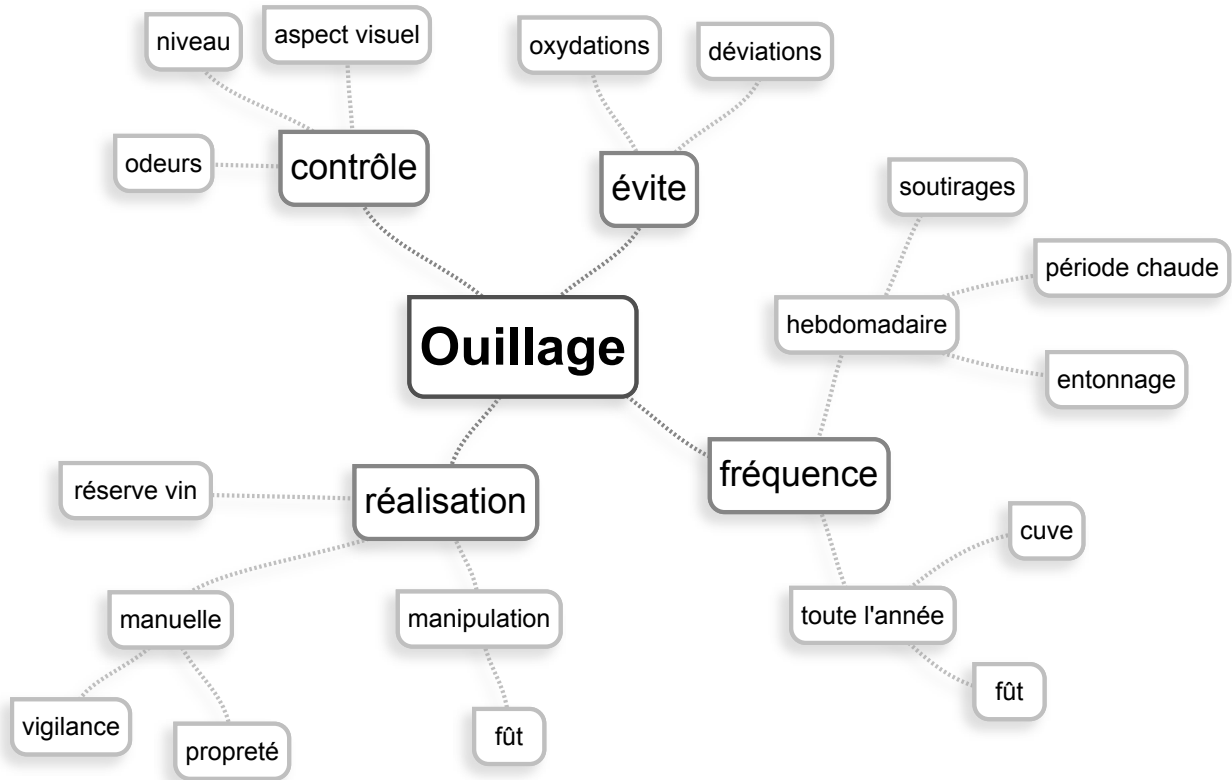 niveau
aspect visuel
oxydations
déviations
odeurs
contrôle
évite
soutirages
période chaude
hebdomadaire
Ouillage
entonnage
fréquence
réserve vin
réalisation
cuve
manuelle
manipulation
toute l'année
fût
vigilance
propreté
fût